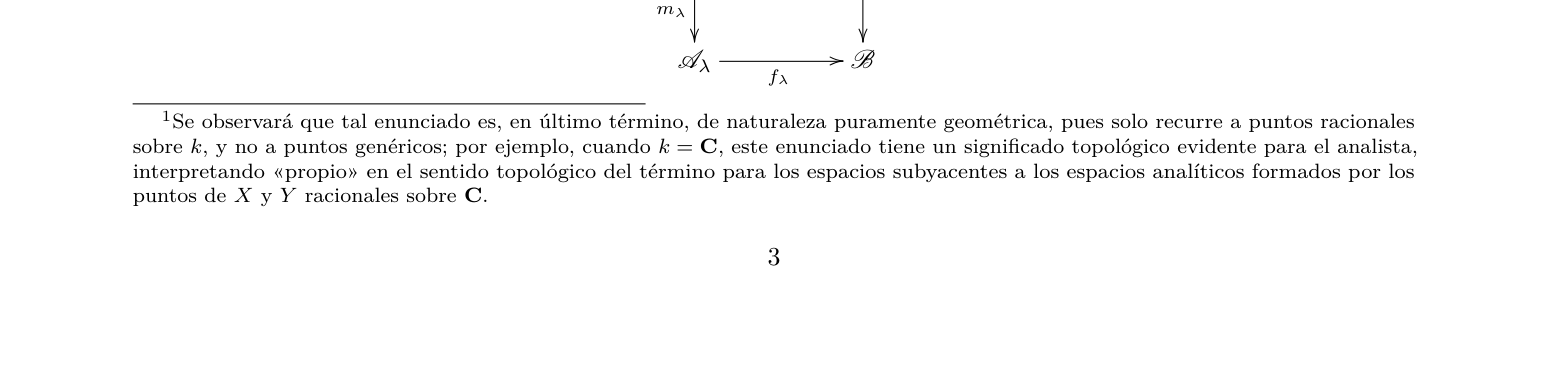 m_λ
𝒜_λ ℬ
f_λ
¹Se observará que tal enunciado es, en último término, de naturaleza puramente geométrica, pues solo recurre a puntos racionales
sobre k, y no a puntos genéricos; por ejemplo, cuando k = C, este enunciado tiene un significado topológico evidente para el analista,
interpretando «propio» en el sentido topológico del término para los espacios subyacentes a los espacios analíticos formados por los
puntos de X y Y racionales sobre C.
3